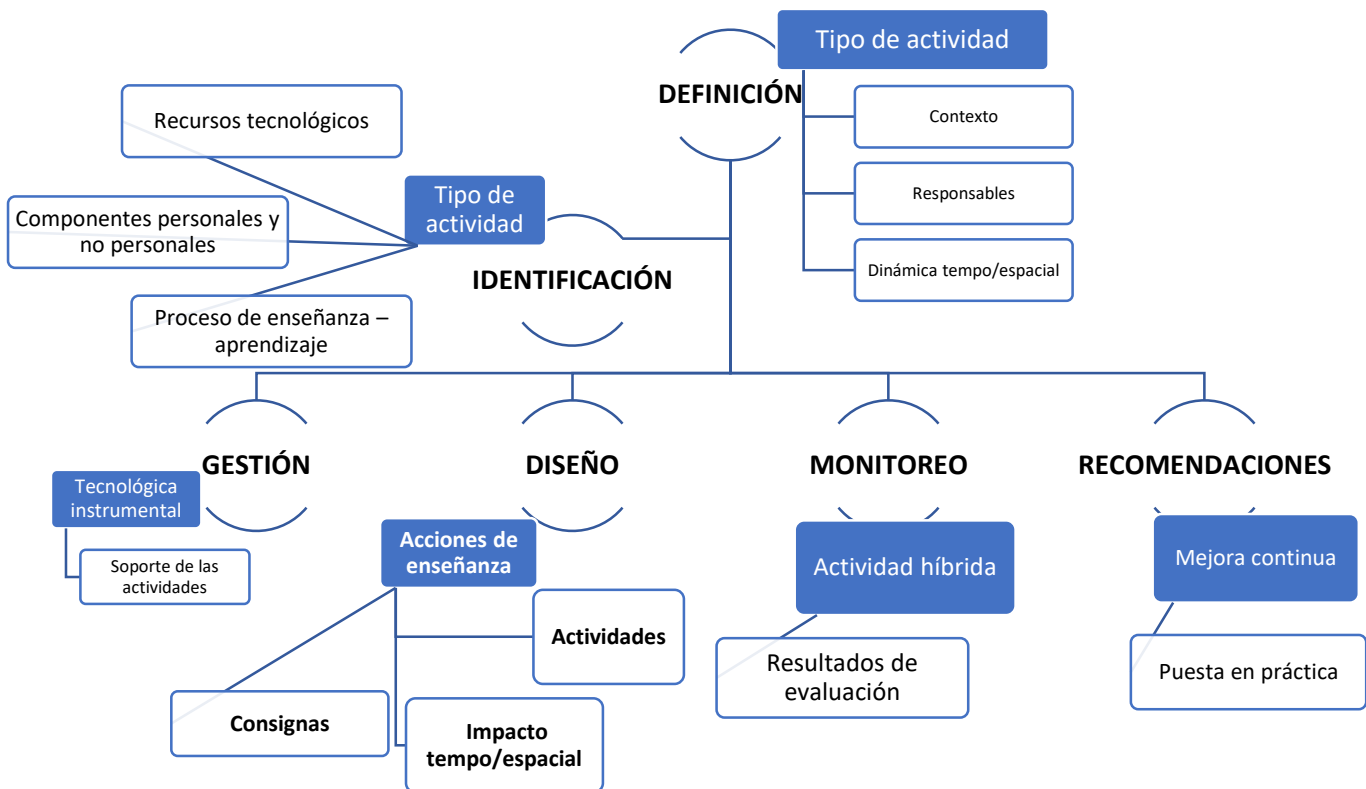 Tipo de actividad
DEFINICIÓN
Contexto
Responsables
Dinámica tempo/espacial
Recursos tecnológicos
Tipo de
actividad
Componentes personales y
no personales
IDENTIFICACIÓN
Proceso de enseñanza –
aprendizaje
GESTIÓN
Tecnológica
instrumental
Soporte de las
actividades
DISEÑO
Acciones de
enseñanza
Actividades
Consignas
Impacto
tempo/espacial
MONITOREO
Actividad híbrida
Resultados de
evaluación
RECOMENDACIONES
Mejora continua
Puesta en práctica